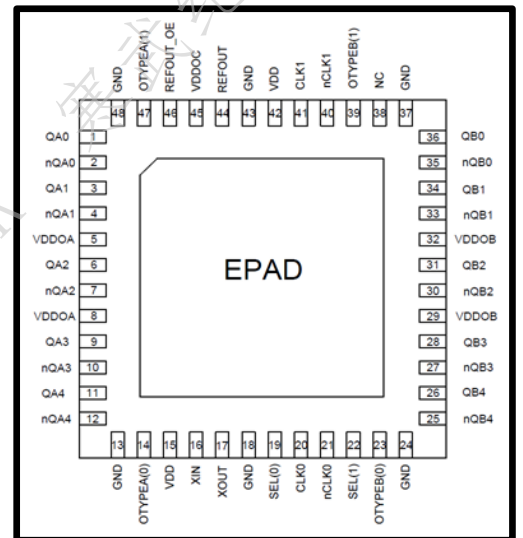 GND
OTYPEA(1)
REFOUT_OE
VDDOC
REFOUT
GND
VDD
CLK1
nCLK1
OTYPEB(1)
NC
GND
48 47 46 45 44 43 42 41 40 39 38 37
QA0 1
nQA0 2
QA1 3
nQA1 4
VDDOA 5
QA2 6
nQA2 7
VDDOA 8
QA3 9
nQA3 10
QA4 11
nQA4 12
EPAD
36 QB0
35 nQB0
34 QB1
33 nQB1
32 VDDOB
31 QB2
30 nQB2
29 VDDOB
28 QB3
27 nQB3
26 QB4
25 nQB4
13 14 15 16 17 18 19 20 21 22 23 24
GND
OTYPEA(0)
VDD
XIN
XOUT
GND
SEL(0)
CLK0
nCLK0
SEL(1)
OTYPEB(0)
GND